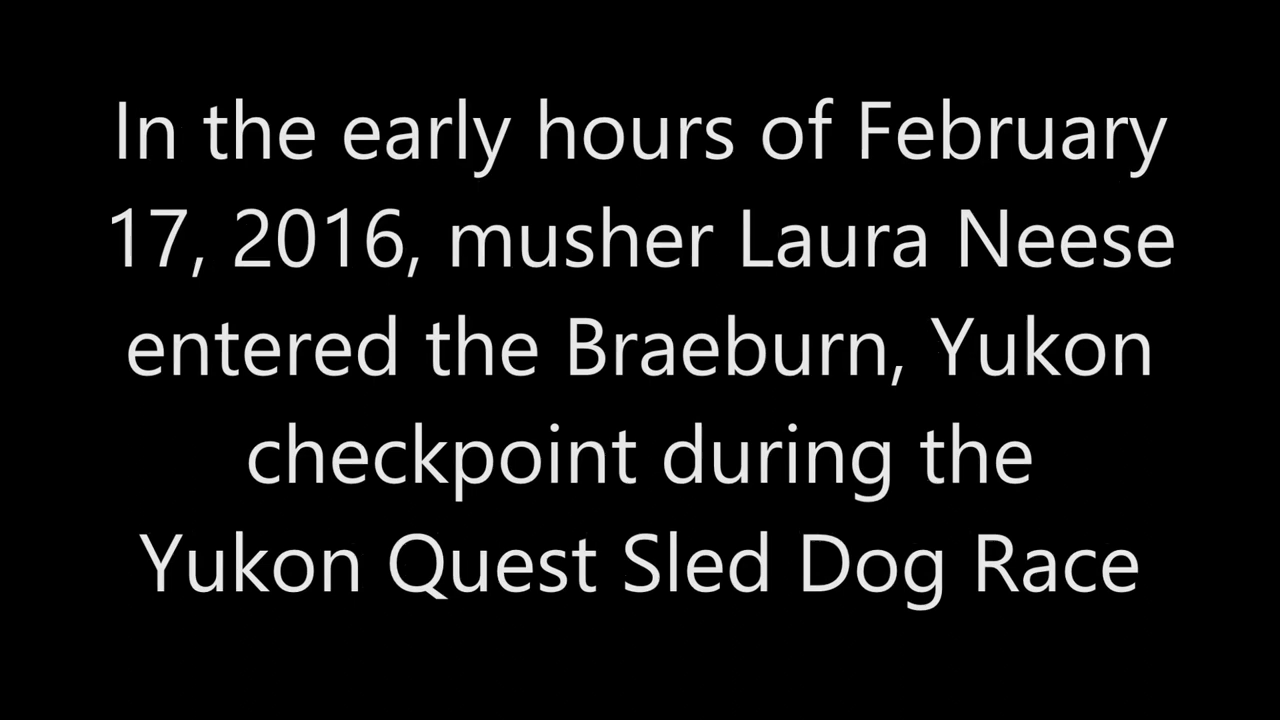 In the early hours of February
17, 2016, musher Laura Neese
entered the Braeburn, Yukon
checkpoint during the
Yukon Quest Sled Dog Race